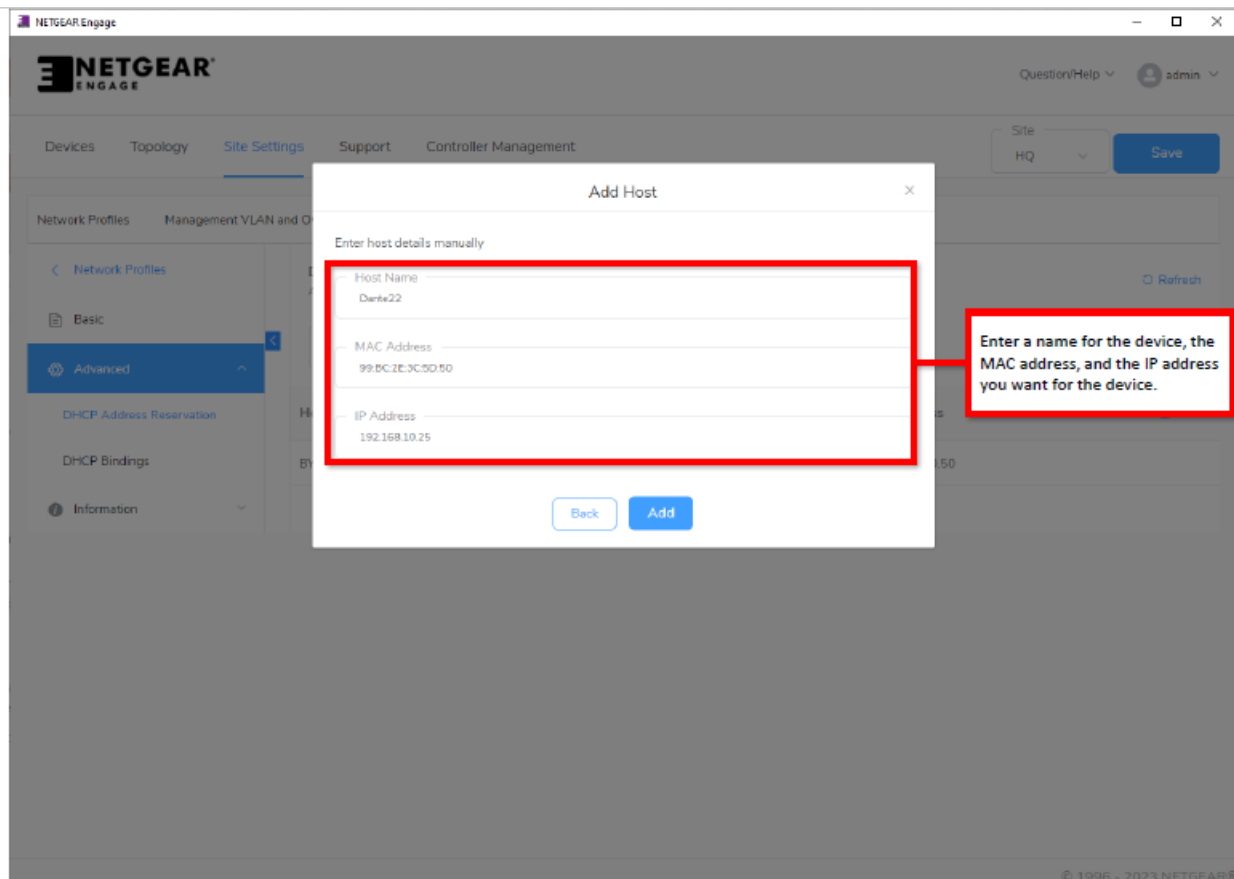 NETGEAR Engage
NETGEAR®
ENGAGE
Question/Help
admin
Devices Topology Site Settings Support Controller Management
Site
HQ
Save
Network Profiles Management VLAN and O
Add Host
Enter host details manually
Network Profiles
Host Name
Dante22
Refresh
Basic
MAC Address
99:BC:2E:3C:5D:50
Enter a name for the device, the
MAC address, and the IP address
you want for the device.
Advanced
DHCP Address Reservation
IP Address
192.168.10.25
DHCP Bindings
BY
.50
Information
Back Add
© 1996 - 2023 NETGEAR®